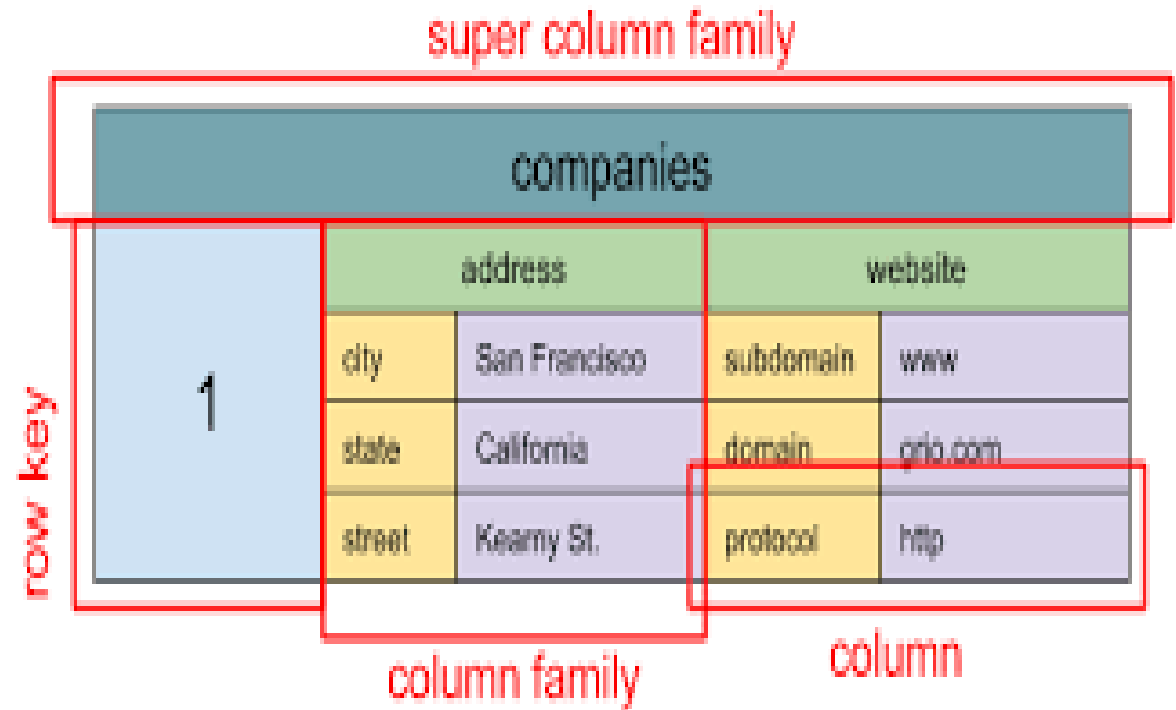 super column family
companies
address website
city San Francisco subdomain www
1
state California domain grio.com
street Kearny St. protocol http
row key
column family
column